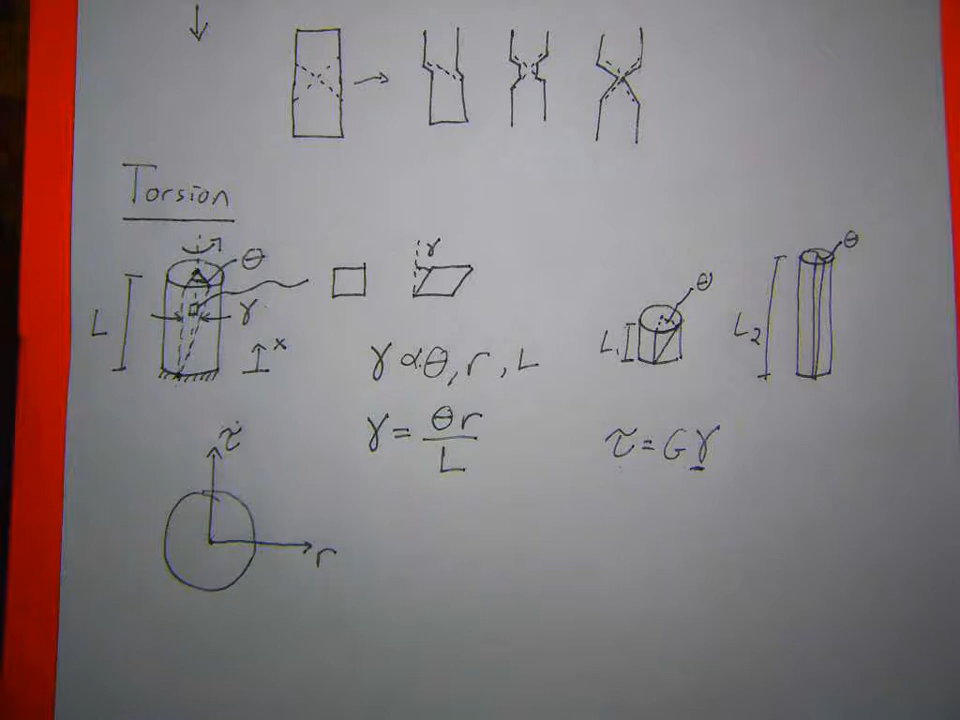 Torsion
θ
L
γ
x
γ
γ ∝ θ, r, L
γ = θr/L
θ
L₁
θ
L₂
τ = Gγ
τ
r